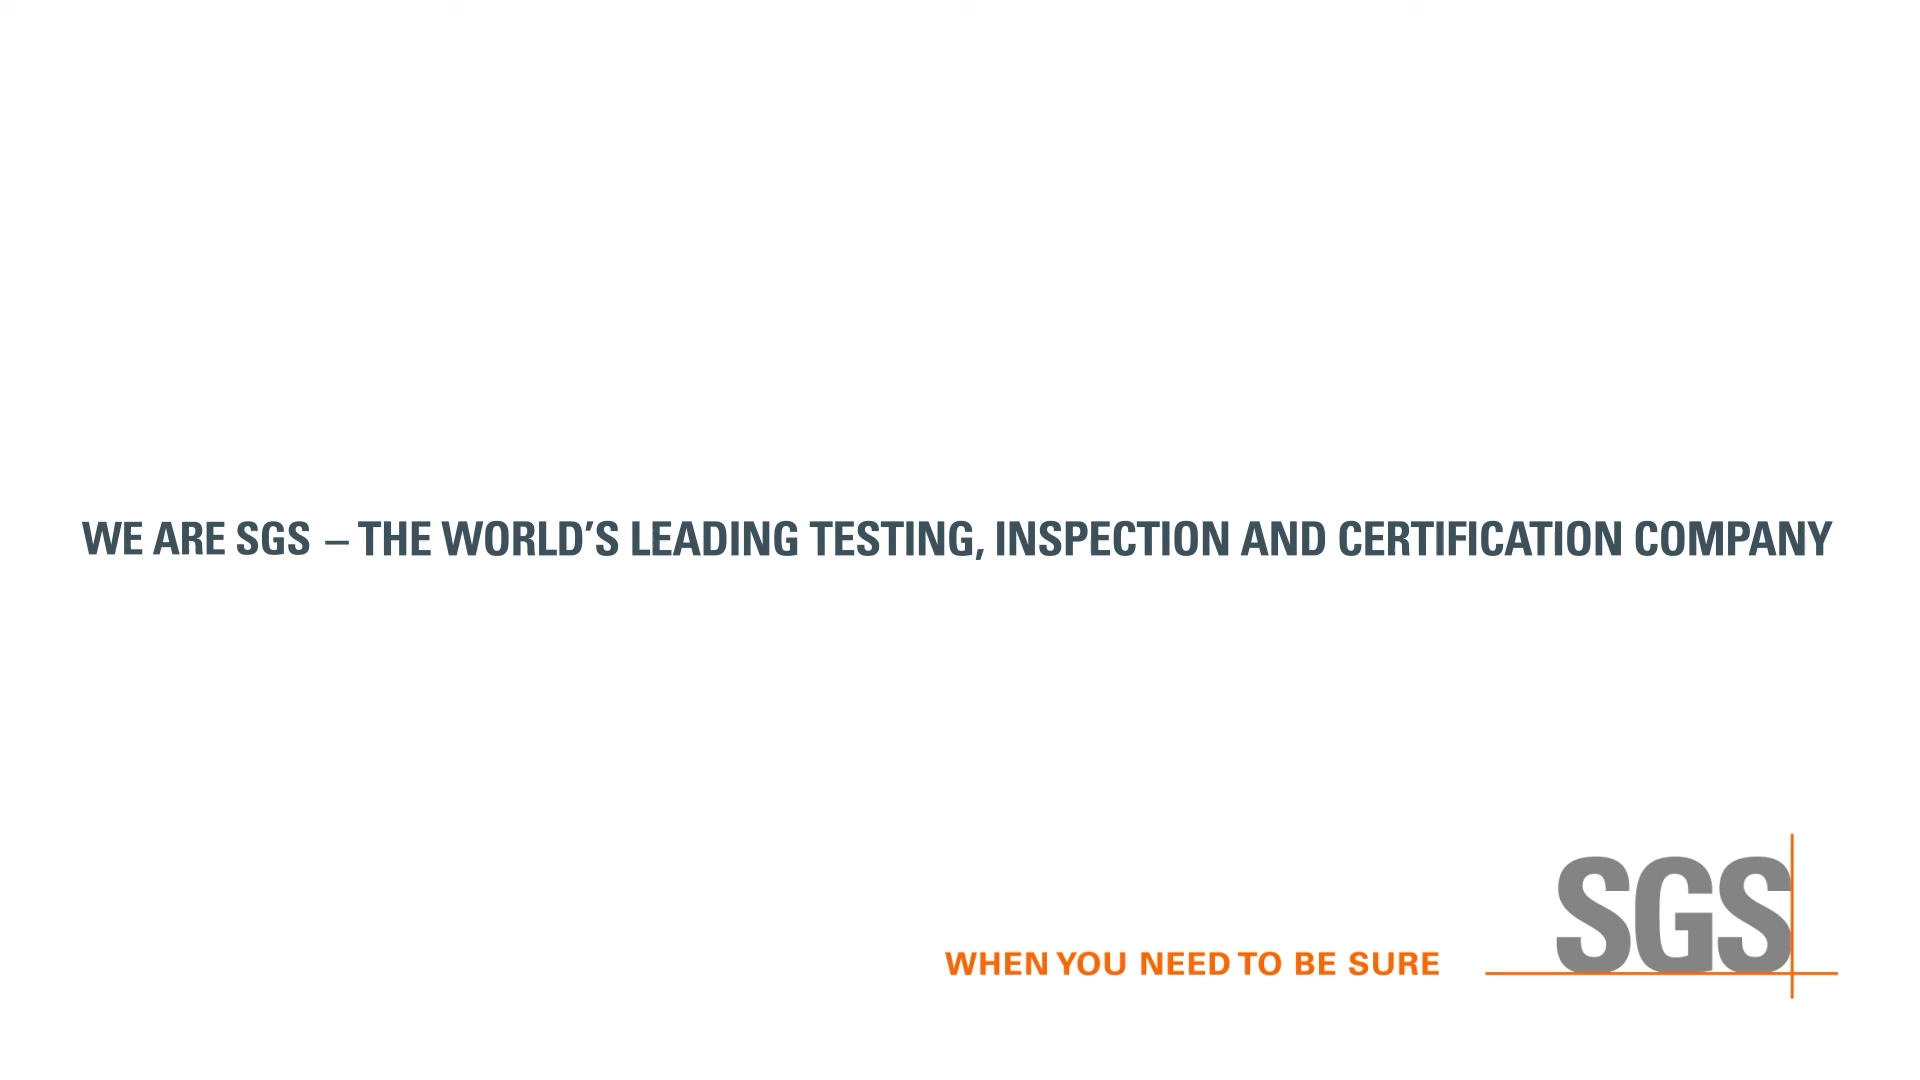 WE ARE SGS – THE WORLD’S LEADING TESTING, INSPECTION AND CERTIFICATION COMPANY
WHEN YOU NEED TO BE SURE
SGS